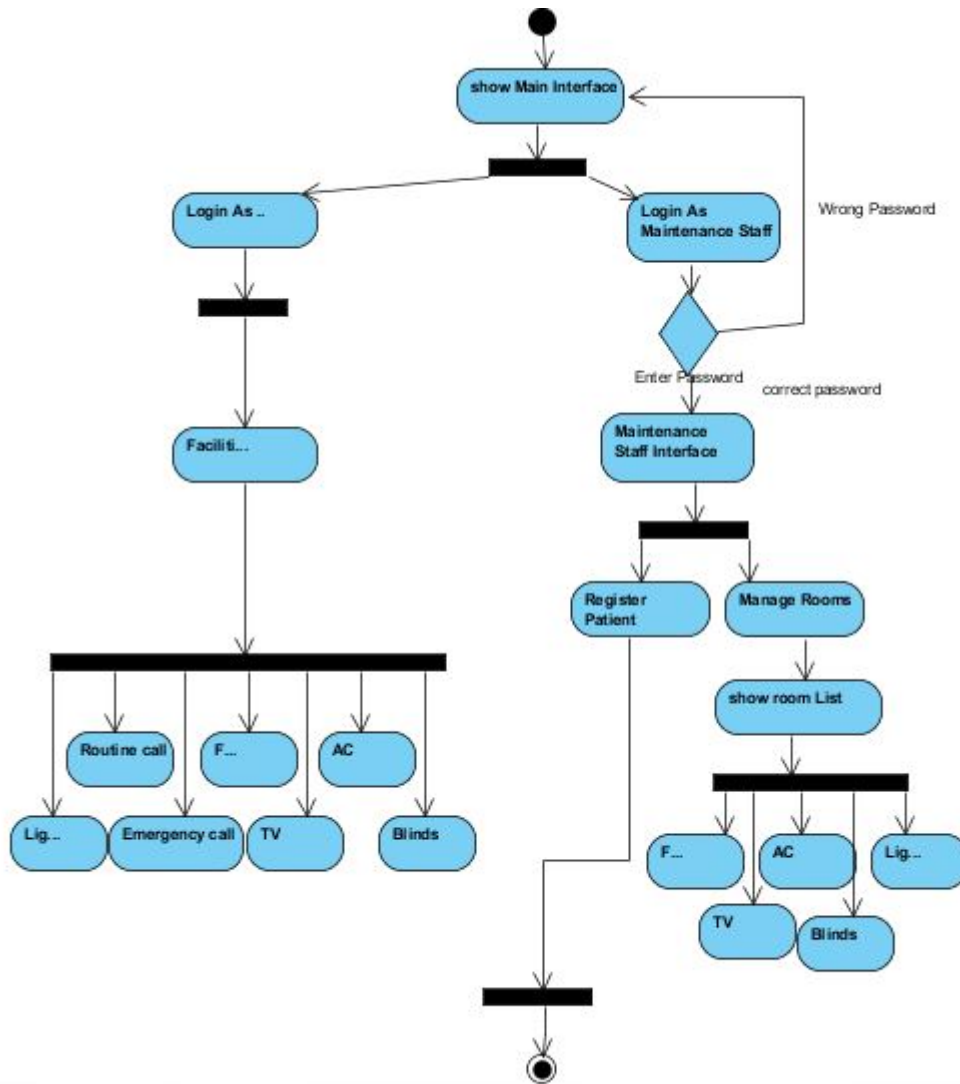 show Main Interface
Login As ..
Login As
Maintenance Staff
Wrong Password
Enter Password
correct password
Faciliti...
Maintenance
Staff Interface
Register
Patient
Manage Rooms
show room List
Routine call
F...
AC
Lig...
Emergency call
TV
Blinds
F...
AC
Lig...
TV
Blinds